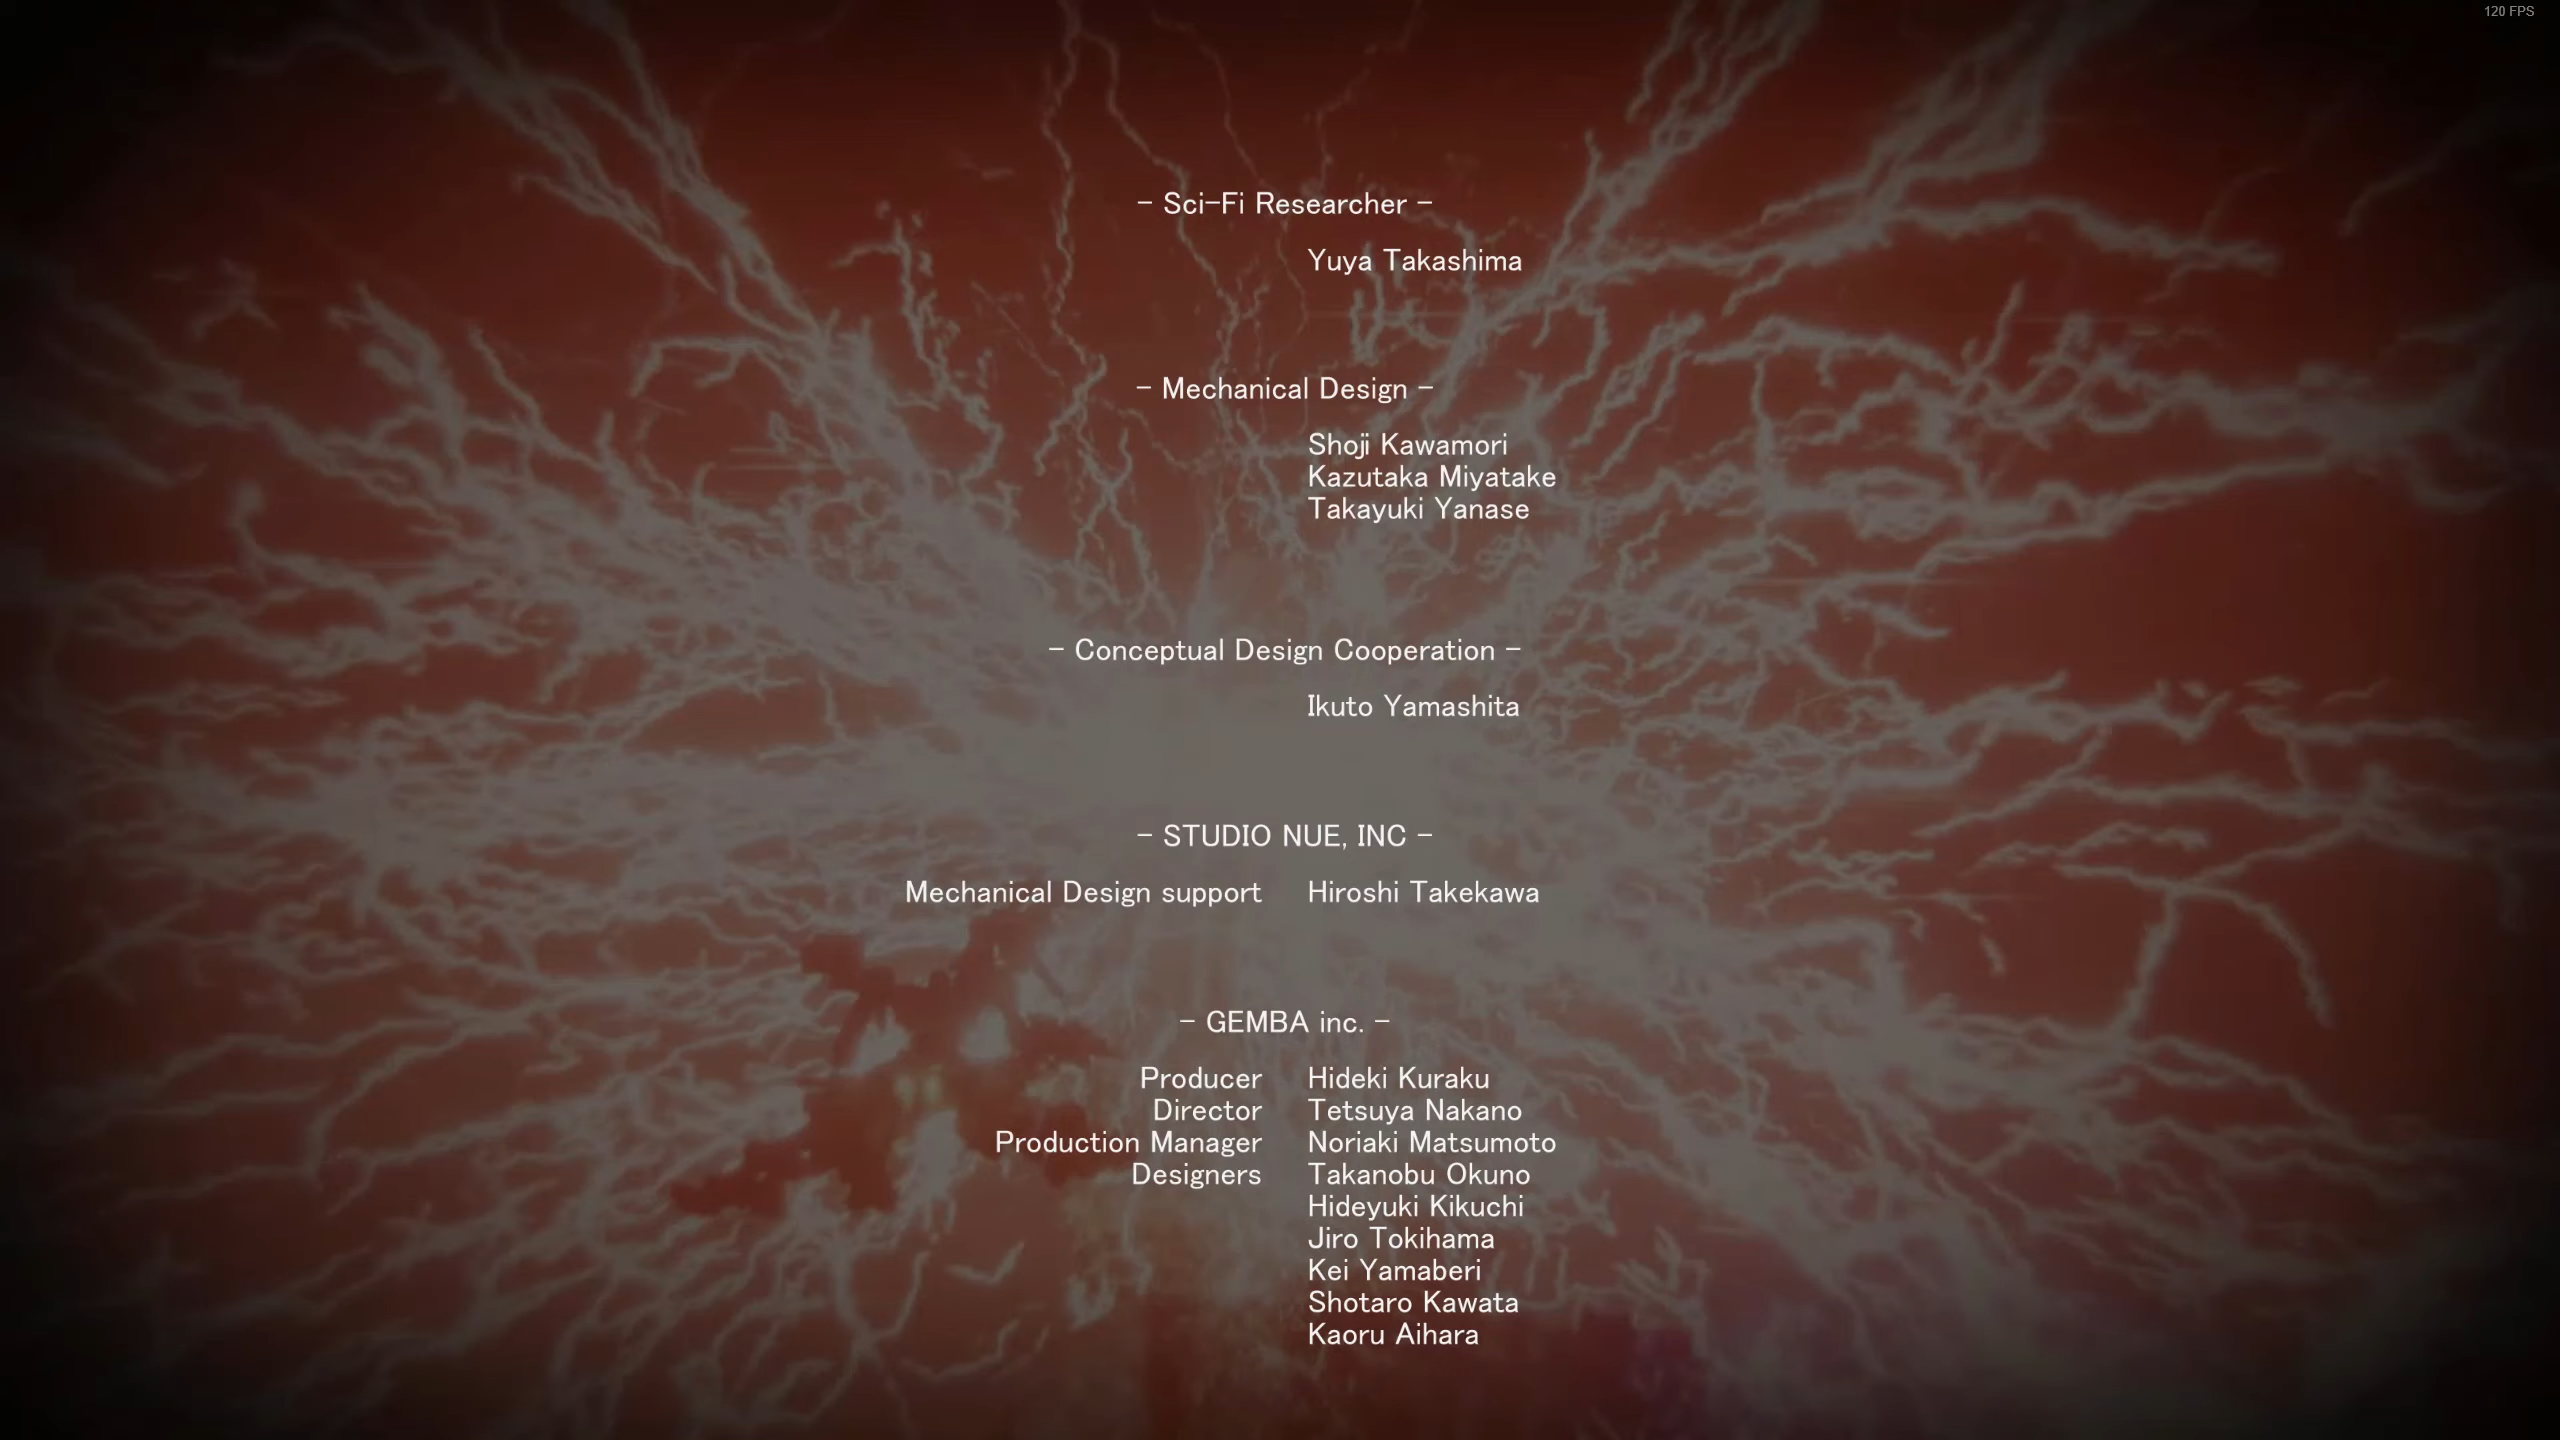 120 FPS
- Sci-Fi Researcher -
Yuya Takashima
- Mechanical Design -
Shoji Kawamori
Kazutaka Miyatake
Takayuki Yanase
- Conceptual Design Cooperation -
Ikuto Yamashita
- STUDIO NUE, INC -
Mechanical Design support Hiroshi Takekawa
- GEMBA inc. -
Producer Hideki Kuraku
Director Tetsuya Nakano
Production Manager Noriaki Matsumoto
Designers Takanobu Okuno
Hideyuki Kikuchi
Jiro Tokihama
Kei Yamaberi
Shotaro Kawata
Kaoru Aihara